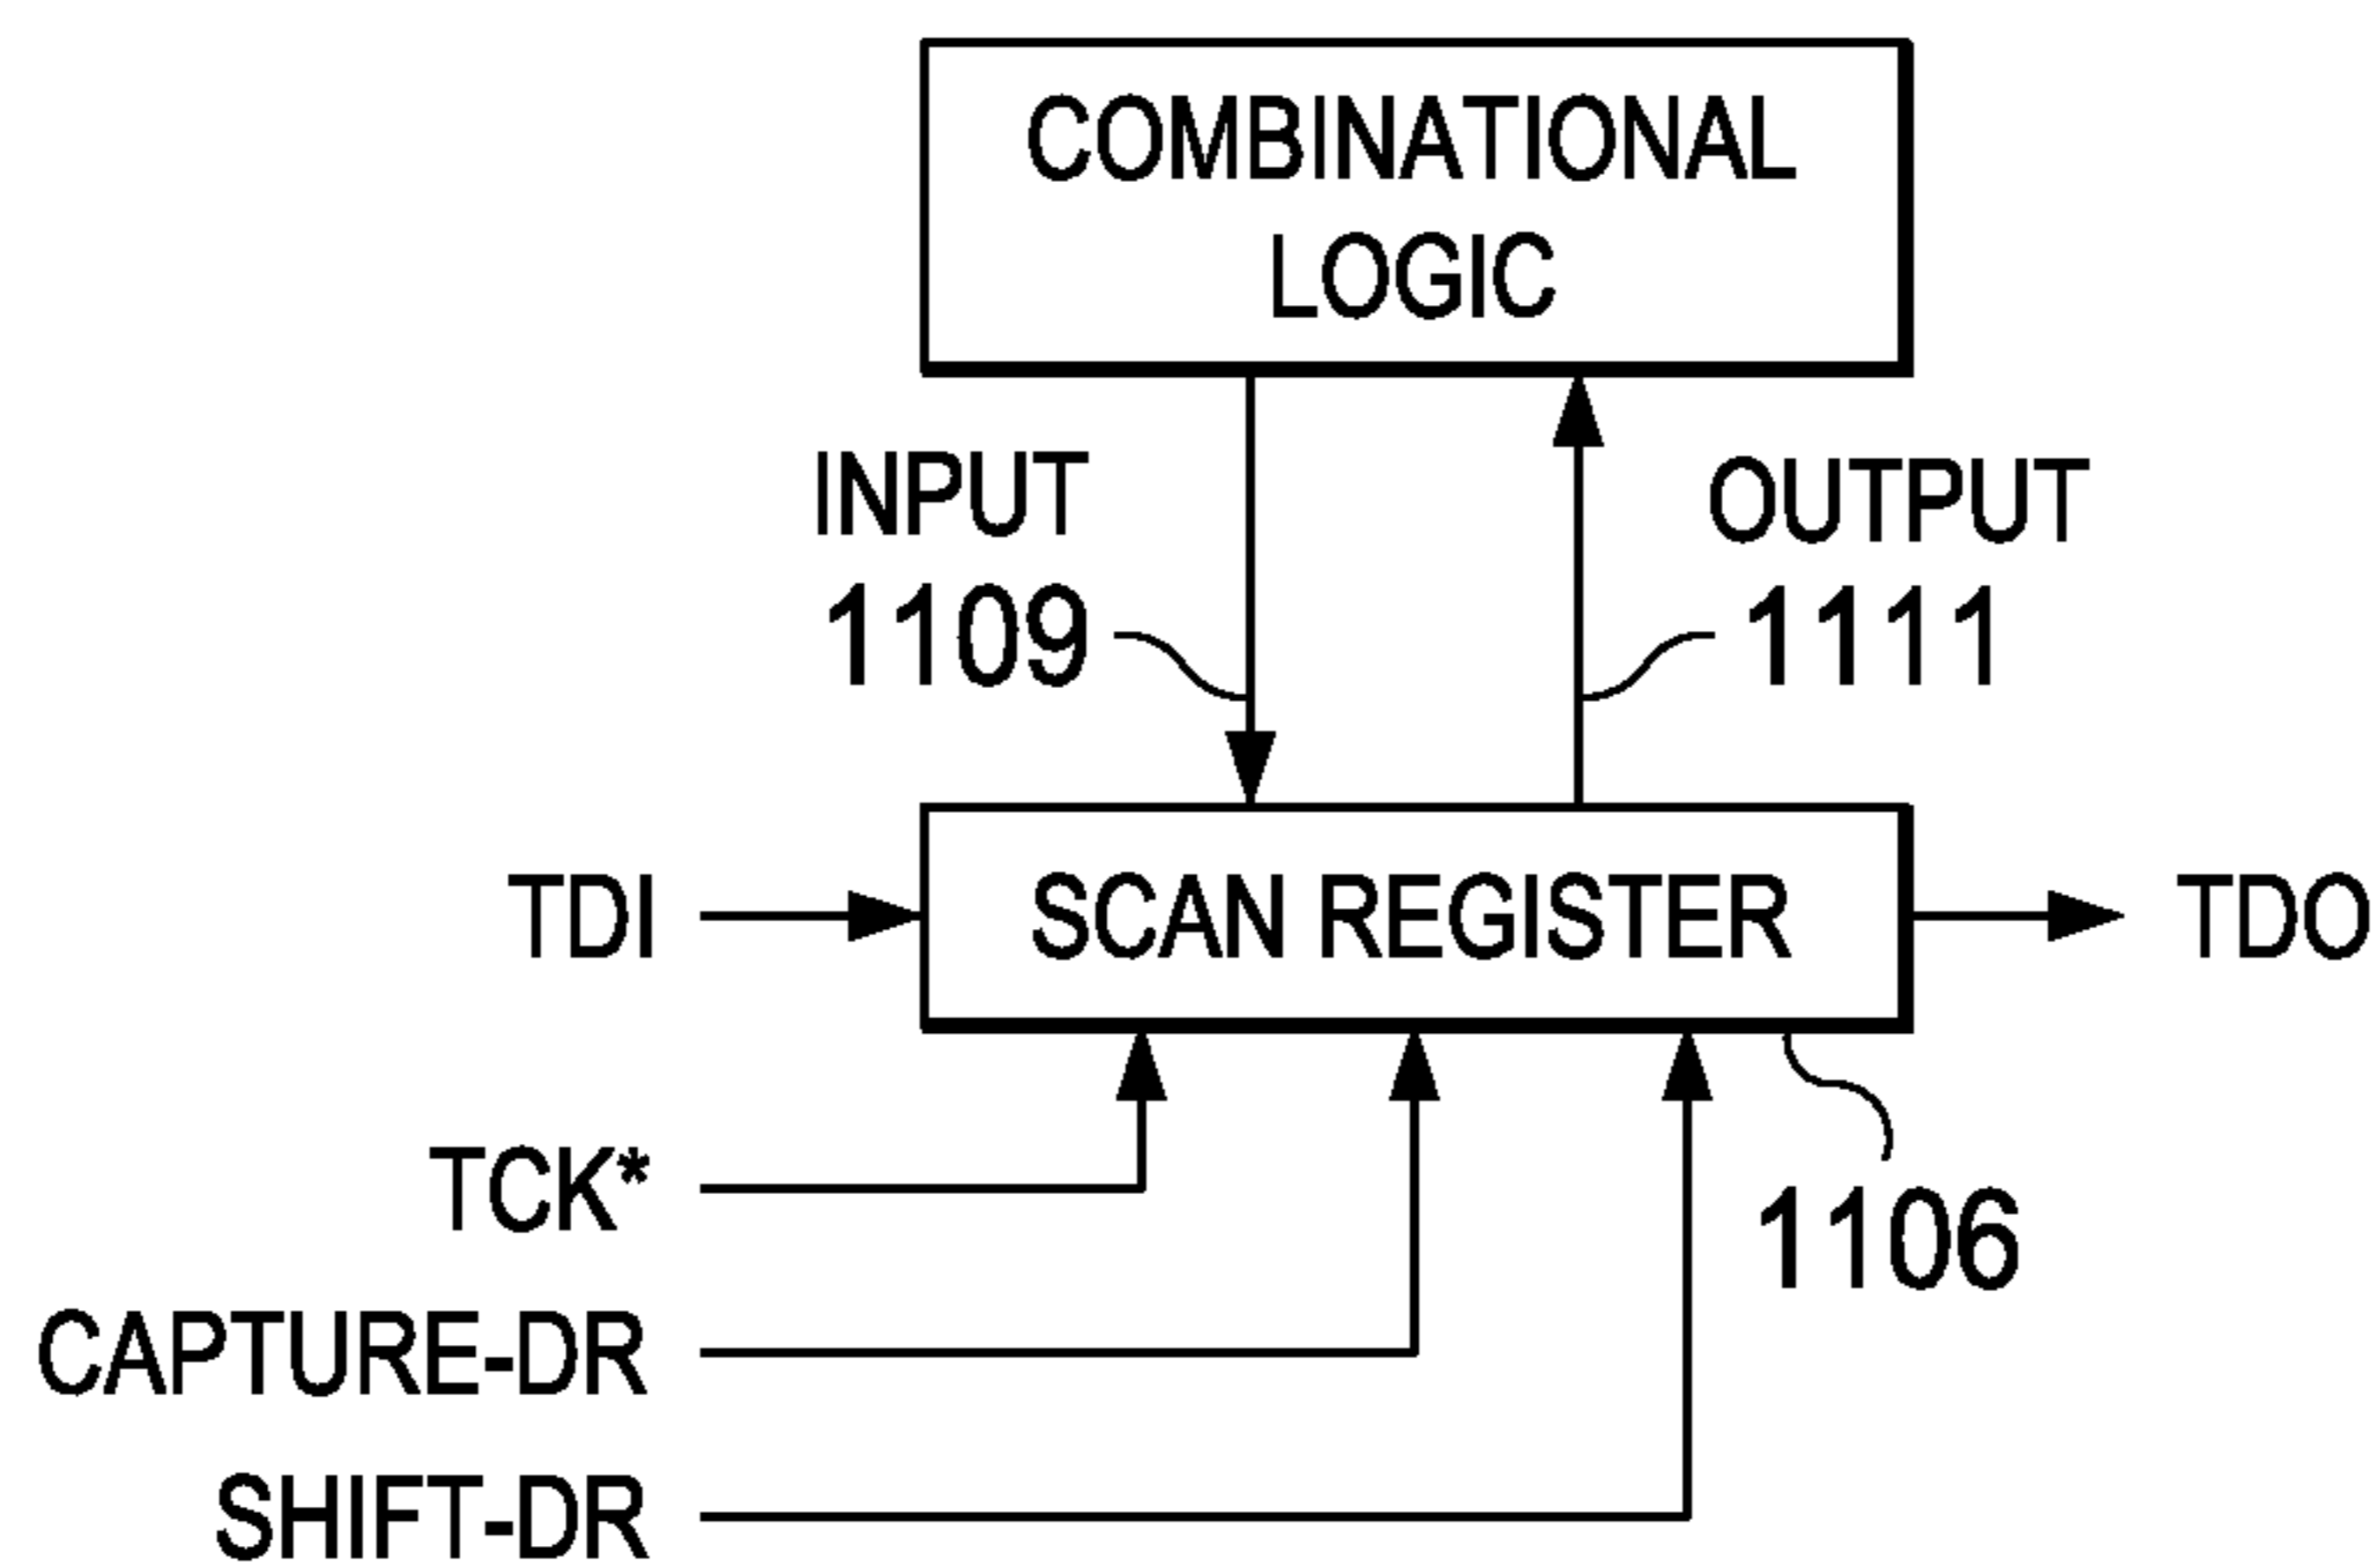 COMBINATIONAL
LOGIC
INPUT
1109
OUTPUT
1111
TDI
SCAN REGISTER
TDO
TCK*
1106
CAPTURE-DR
SHIFT-DR